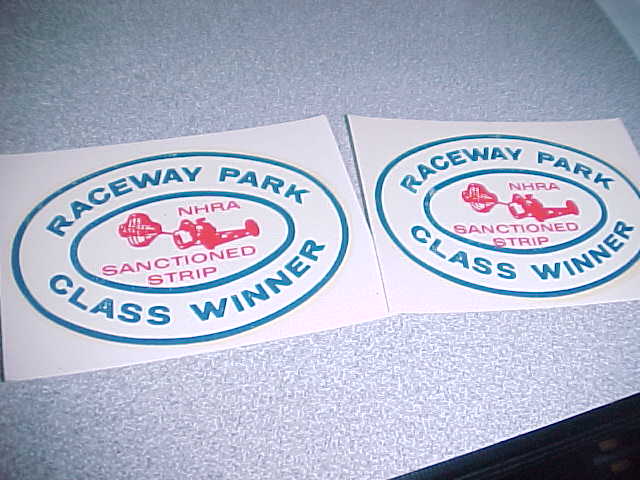 RACEWAY PARK
NHRA
SANCTIONED
STRIP
CLASS WINNER
RACEWAY PARK
NHRA
SANCTIONED
STRIP
CLASS WINNER